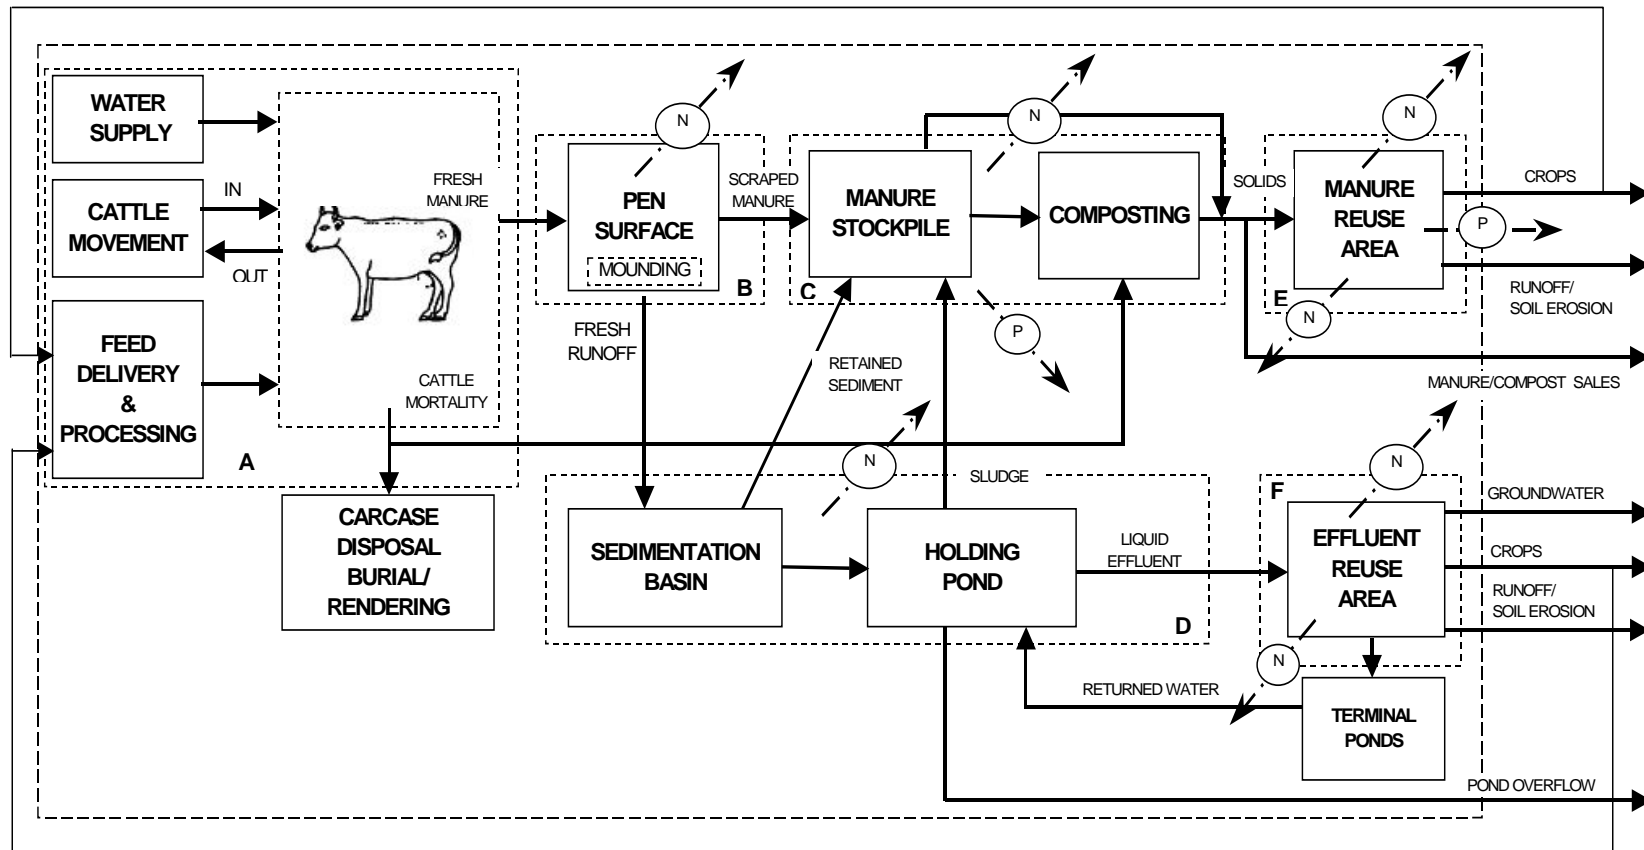 WATER
SUPPLY
CATTLE
MOVEMENT
IN
OUT
FEED
DELIVERY
&
PROCESSING
A
FRESH
MANURE
CATTLE
MORTALITY
CARCASE
DISPOSAL
BURIAL/
RENDERING
N
PEN
SURFACE
MOUNDING
B
SCRAPED
MANURE
FRESH
RUNOFF
N
MANURE
STOCKPILE
COMPOSTING
C
P
RETAINED
SEDIMENT
SOLIDS
N
MANURE
REUSE
AREA
E
N
P
CROPS
RUNOFF/
SOIL EROSION
MANURE/COMPOST SALES
N
SLUDGE
SEDIMENTATION
BASIN
HOLDING
POND
D
LIQUID
EFFLUENT
RETURNED WATER
N
F
EFFLUENT
REUSE
AREA
N
TERMINAL
PONDS
GROUNDWATER
CROPS
RUNOFF/
SOIL EROSION
POND OVERFLOW